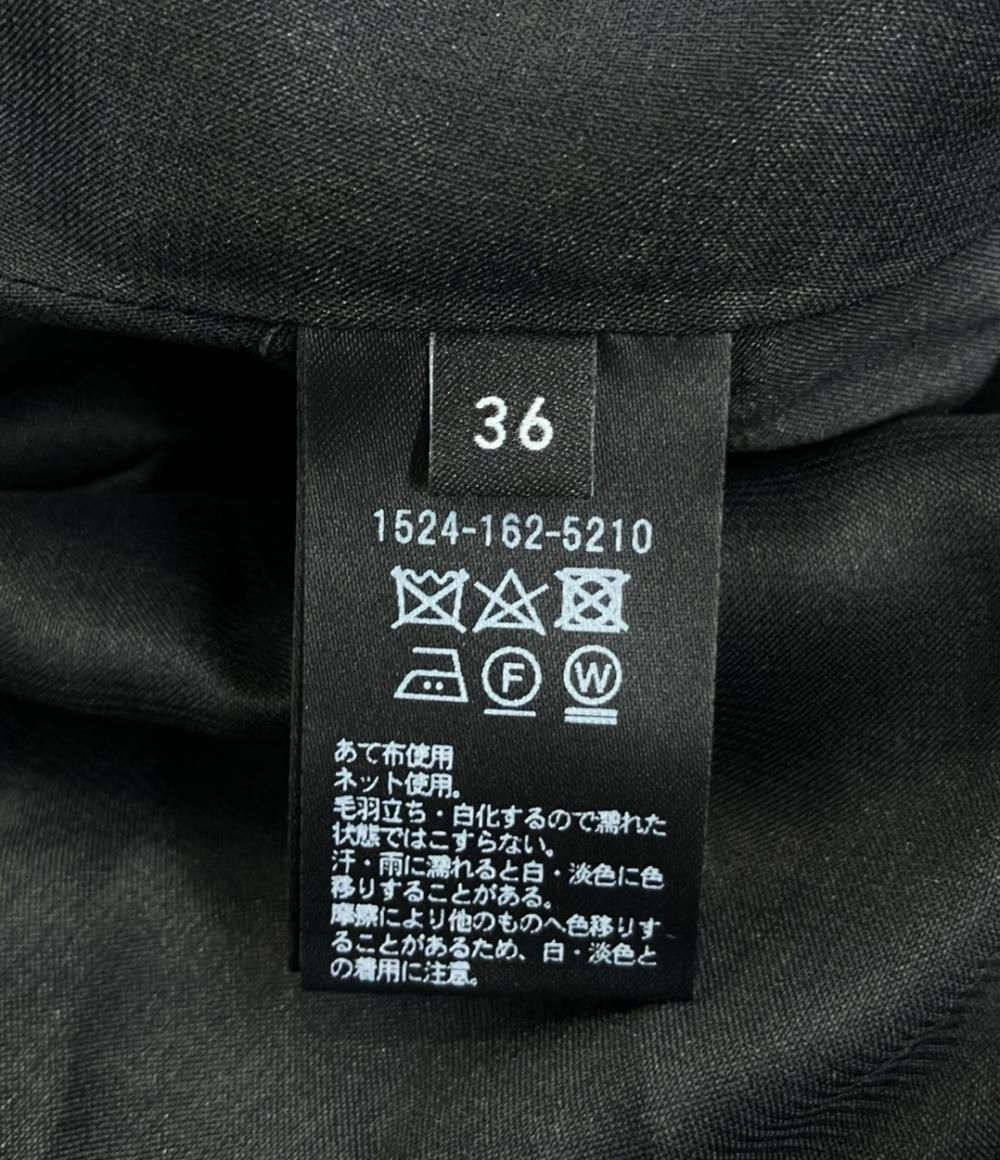 36
1524-162-5210
F W
あて布使用
ネット使用。
毛羽立ち・白化するので濡れた
状態ではこすらない。
汗・雨に濡れると白・淡色に色
移りすることがある。
摩擦により他のものへ色移りす
ることがあるため、白・淡色と
の着用に注意。